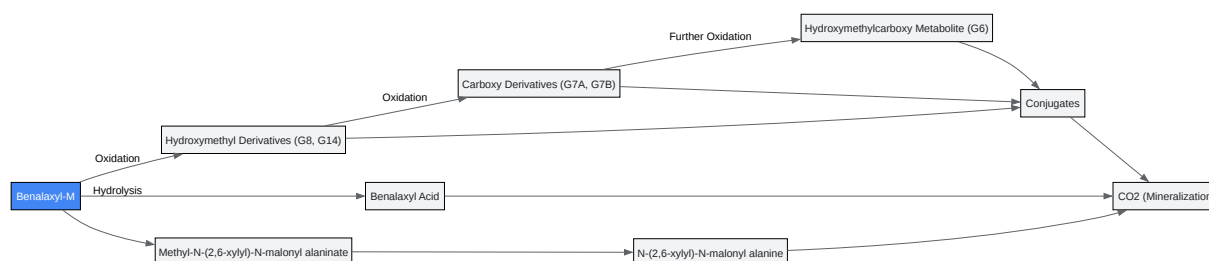 Hydroxymethylcarboxy Metabolite (G6)
Further Oxidation
Carboxy Derivatives (G7A, G7B)
Oxidation
Conjugates
Hydroxymethyl Derivatives (G8, G14)
Oxidation
Benalaxyl-M
Hydrolysis
Benalaxyl Acid
CO2 (Mineralization
Methyl-N-(2,6-xylyl)-N-malonyl alaninate
N-(2,6-xylyl)-N-malonyl alanine